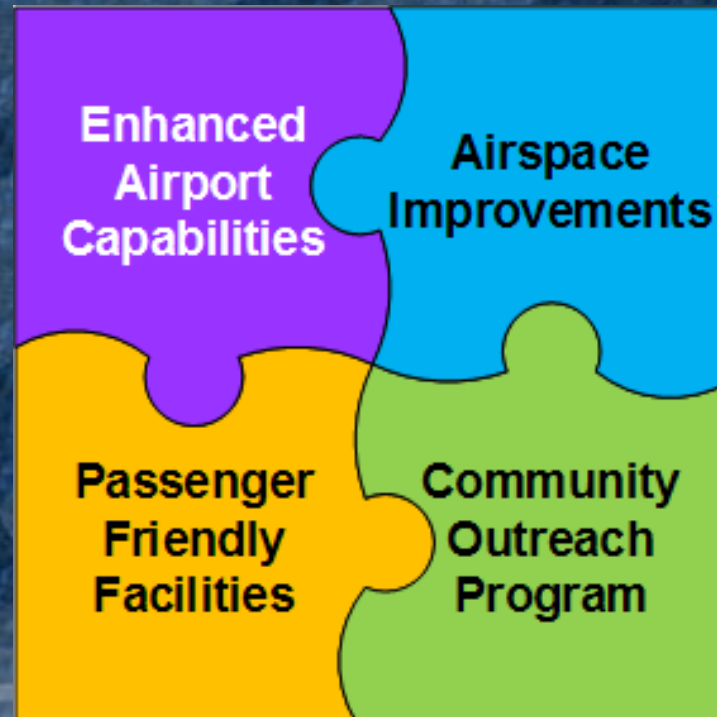 Enhanced
Airport
Capabilities
Airspace
Improvements
Passenger
Friendly
Facilities
Community
Outreach
Program